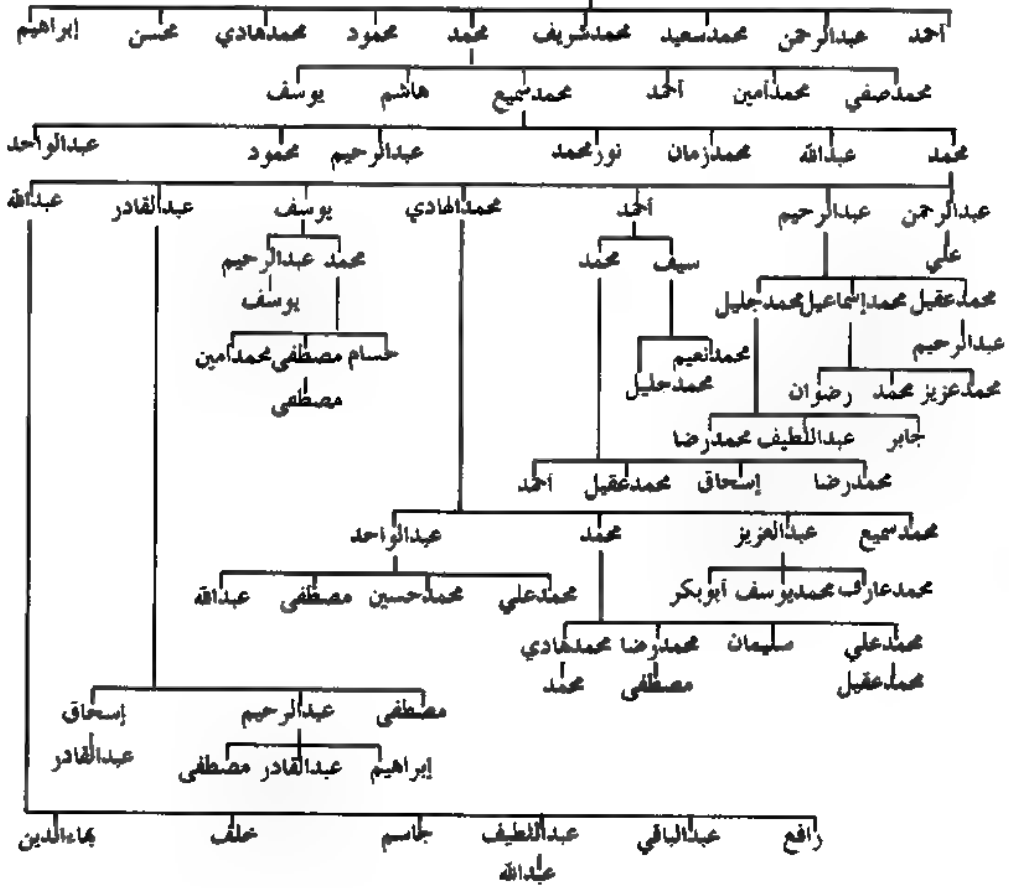 أحمد عبدالرحمن محمدسعيد محمدشريف محمد محمود محمدهادي محسن إبراهيم
محمدصفي محمدأمين أحمد محمدسميع هاشم يوسف
محمد عبدالله محمدزمان نورمحمد عبدالرحيم محمود عبدالواحد
عبدالرحمن عبدالرحيم أحمد محمدالهادي يوسف عبدالقادر عبدالله
علي سيف محمد محمد عبدالرحيم
محمدعقيل محمدإسماعيل محمدجليل يوسف
عبدالرحيم محمدنعيم حسام مصطفى محمدأمين
محمدعزيز محمد رضوان محمدجليل مصطفى
جابر عبداللطيف محمدرضا
محمدرضا إسحاق محمدعقيل أحمد
محمدسميع عبدالعزيز محمد عبدالواحد
محمدعارف محمديوسف أبوبكر محمدعلي محمدحسين مصطفى عبدالله
محمدعلي سليمان محمدرضا محمدهادي
محمدعقيل مصطفى محمد
مصطفى عبدالرحيم إسحاق
إبراهيم عبدالقادر مصطفى عبدالقادر
رافع عبدالباقي عبداللطيف جاسم خلف بهاءالدين
عبدالله